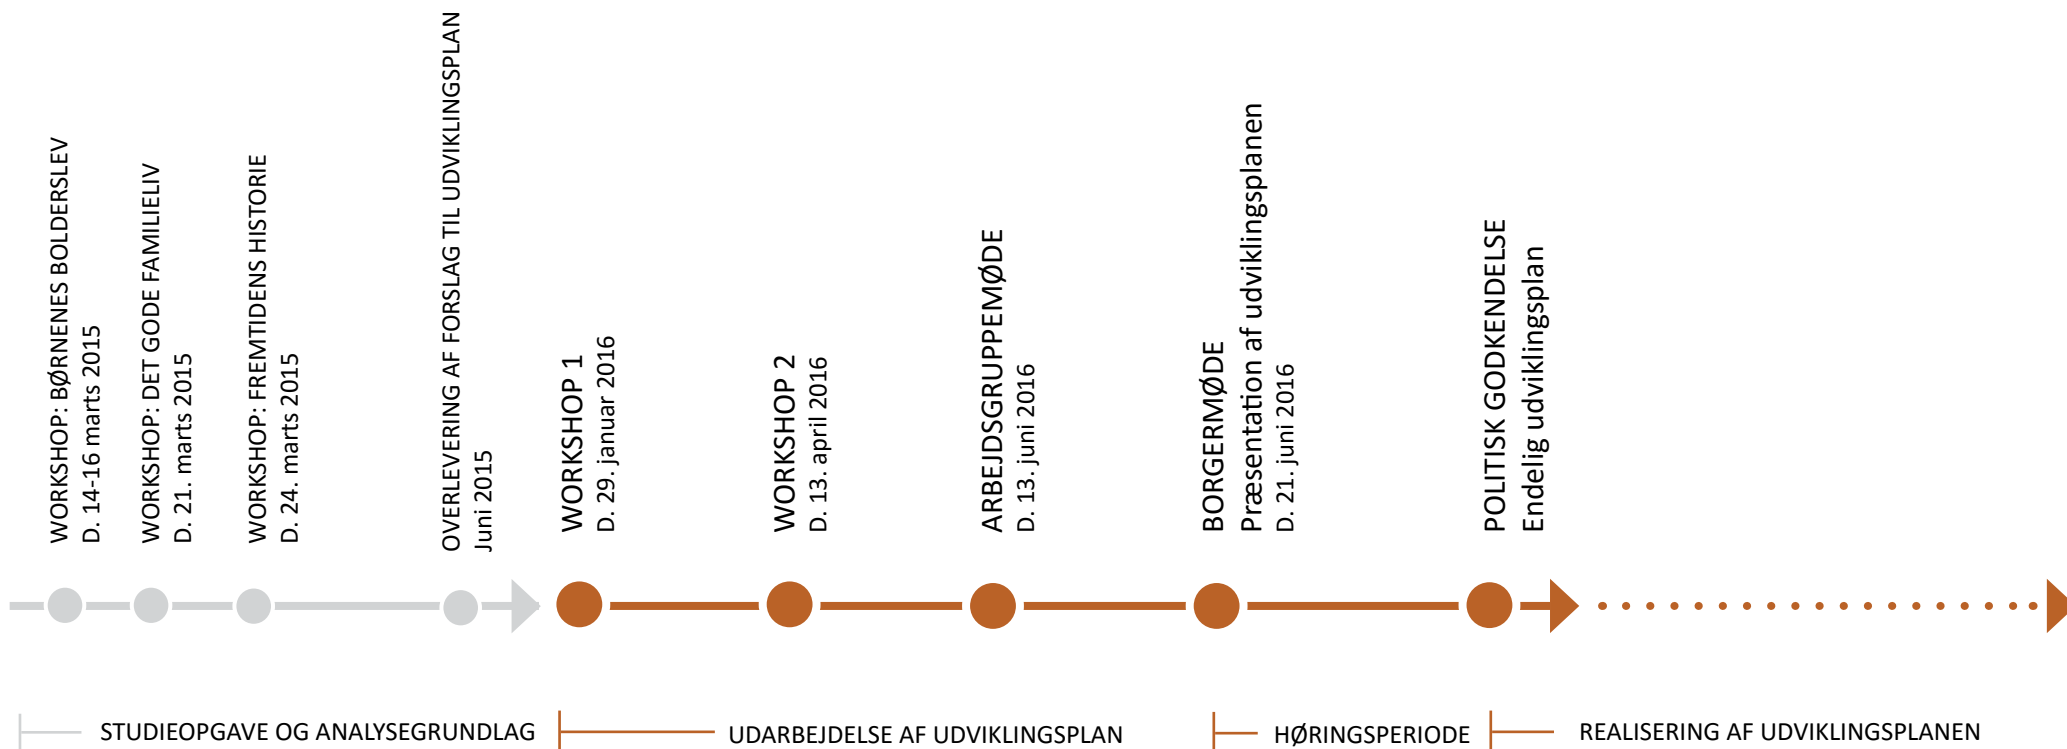 WORKSHOP: BØRNENES BOLDERSLEV
D. 14-16 marts 2015
WORKSHOP: DET GODE FAMILIELIV
D. 21. marts 2015
WORKSHOP: FREMTIDENS HISTORIE
D. 24. marts 2015
OVERLEVERING AF FORSLAG TIL UDVIKLINGSPLAN
Juni 2015
WORKSHOP 1
D. 29. januar 2016
WORKSHOP 2
D. 13. april 2016
ARBEJDSGRUPPEMØDE
D. 13. juni 2016
BORGERMØDE
Præsentation af udviklingsplanen
D. 21. juni 2016
POLITISK GODKENDELSE
Endelig udviklingsplan
STUDIEOPGAVE OG ANALYSEGRUNDLAG
UDARBEJDELSE AF UDVIKLINGSPLAN
HØRINGSPERIODE
REALISERING AF UDVIKLINGSPLANEN